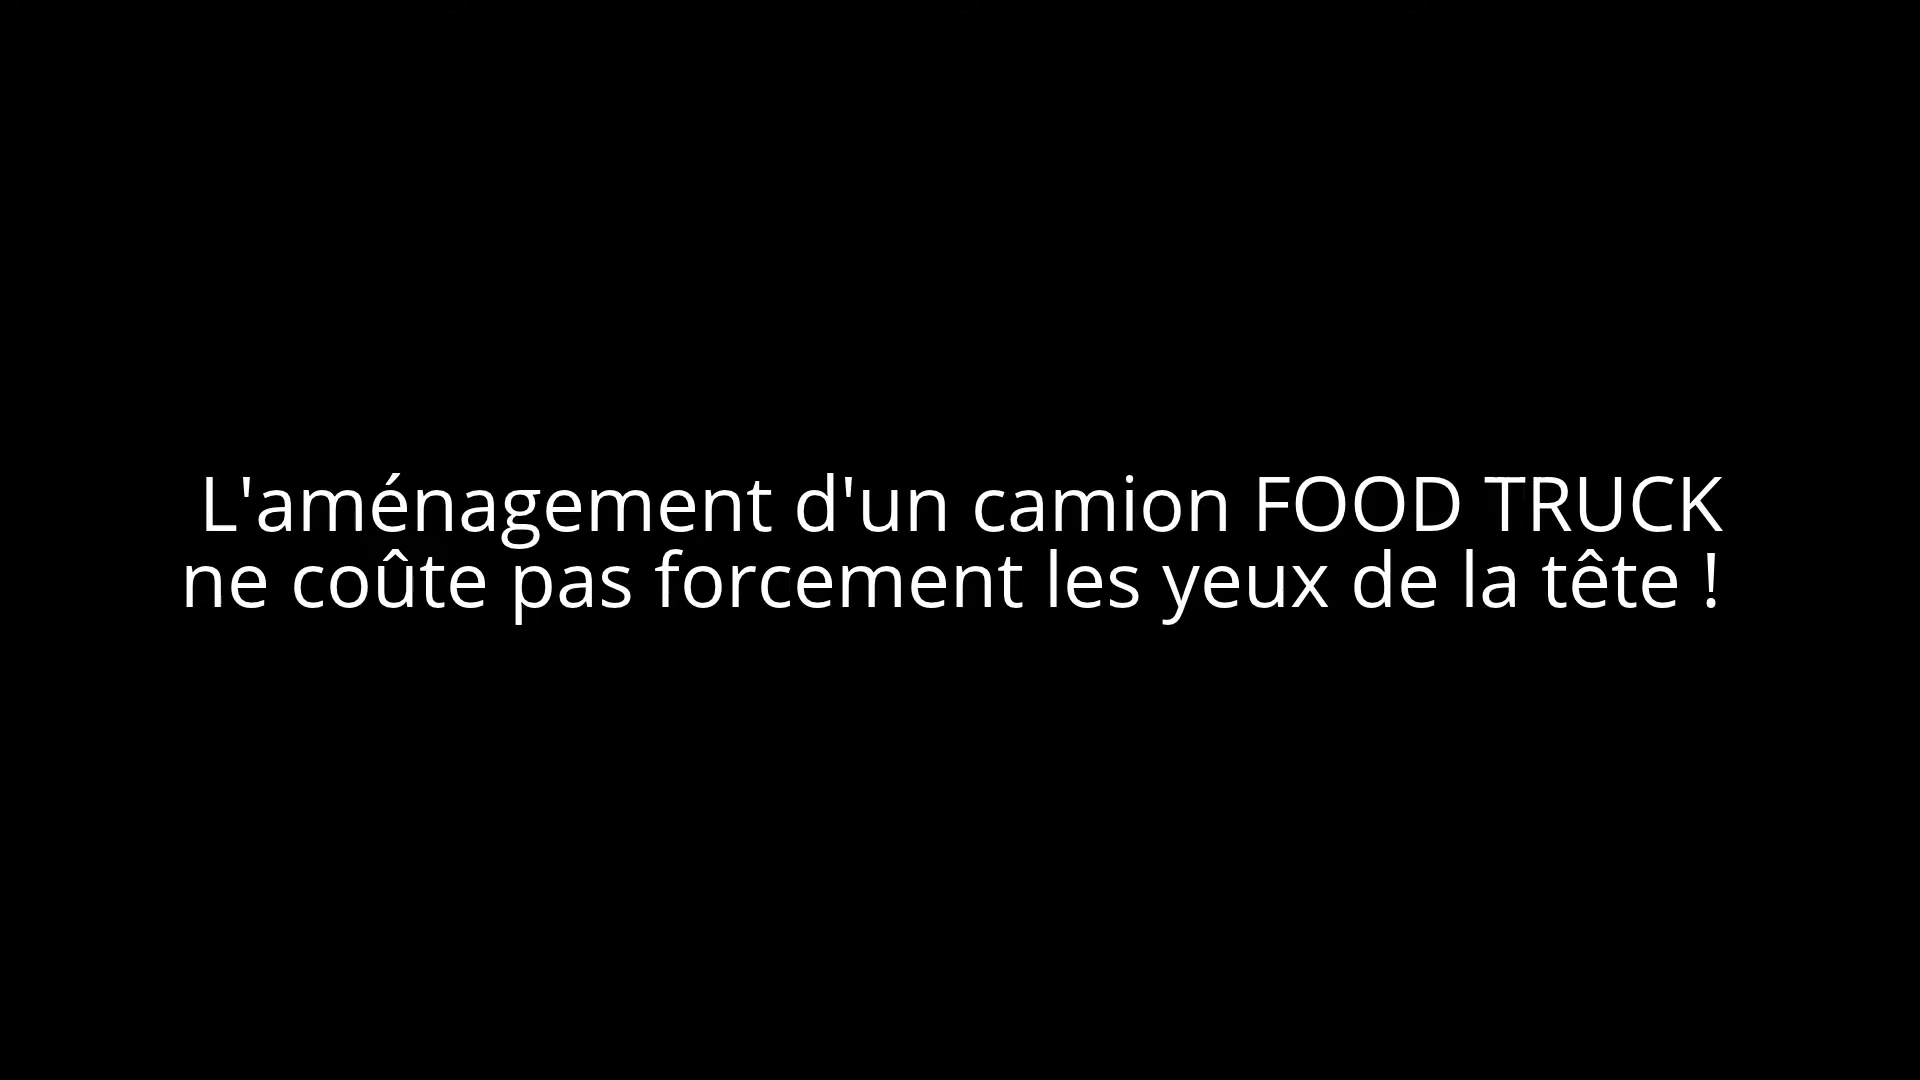 L'aménagement d'un camion FOOD TRUCK
ne coûte pas forcement les yeux de la tête !